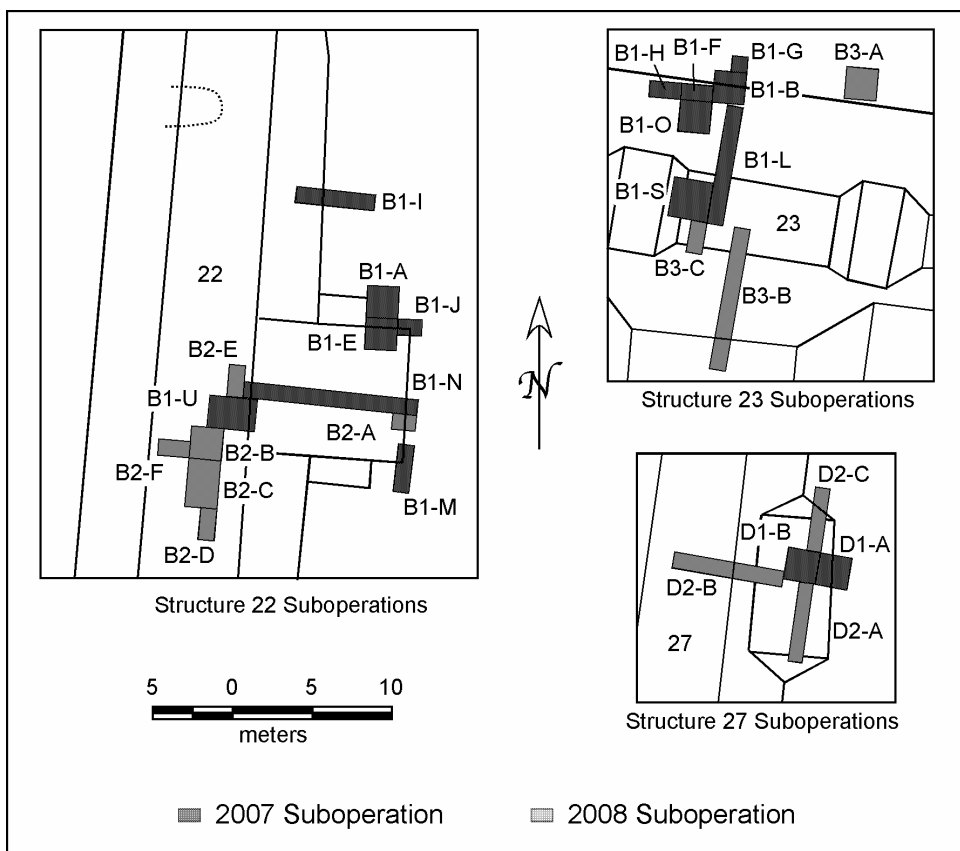 B1-I
22
B1-A
B1-J
B1-E
B2-E
B1-N
B1-U
B2-A
B2-F
B2-B
B2-C
B1-M
B2-D
Structure 22 Suboperations
5 0 5 10
meters
N
B1-H
B1-F
B1-G
B3-A
B1-B
B1-O
B1-L
B1-S
23
B3-C
B3-B
Structure 23 Suboperations
D2-C
D1-B
D1-A
D2-B
D2-A
27
Structure 27 Suboperations
2007 Suboperation
2008 Suboperation